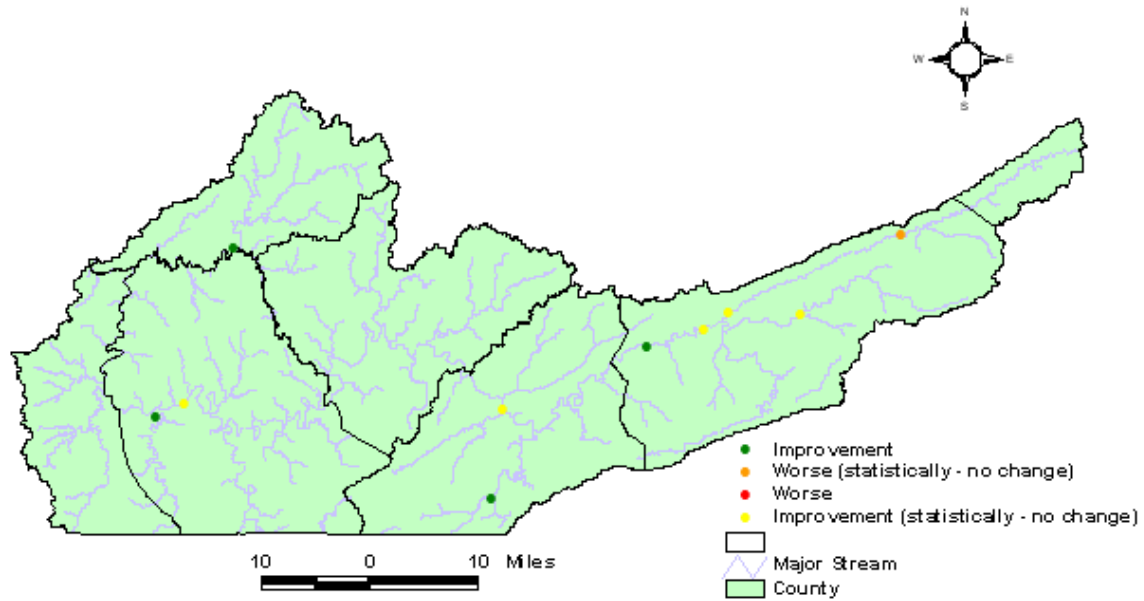 N
W E
S
Improvement
Worse (statistically - no change)
Worse
Improvement (statistically - no change)
Major Stream
County
10 0 10 Miles